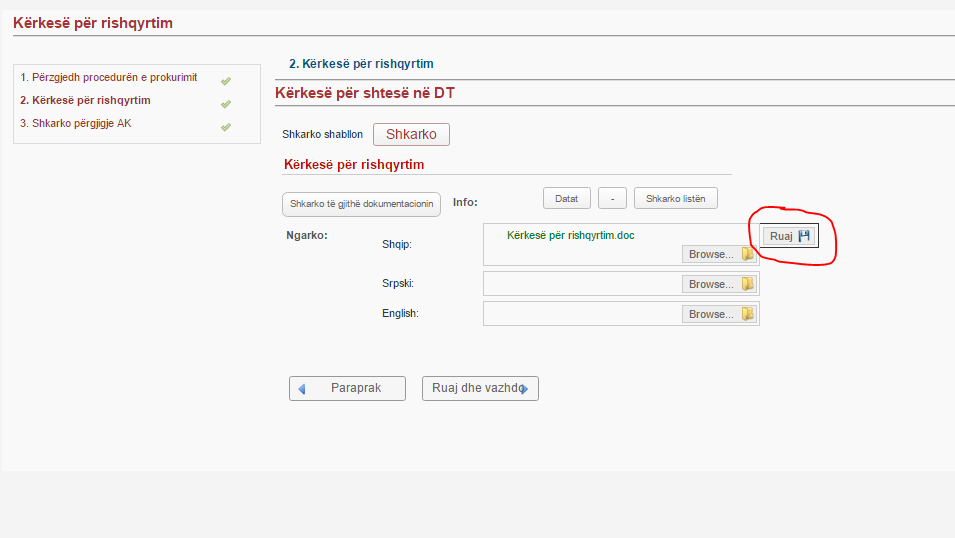 Kërkesë për rishqyrtim
1. Përzgjedh procedurën e prokurimit
2. Kërkesë për rishqyrtim
3. Shkarko përgjigje AK
2. Kërkesë për rishqyrtim
Kërkesë për shtesë në DT
Shkarko shabllon Shkarko
Kërkesë për rishqyrtim
Shkarko të gjithë dokumentacionin Info: Datat - Shkarko listën
Ngarko: Shqip: Kërkesë për rishqyrtim.doc Ruaj
Browse...
Srpski: Browse...
English: Browse...
Paraprak Ruaj dhe vazhdo